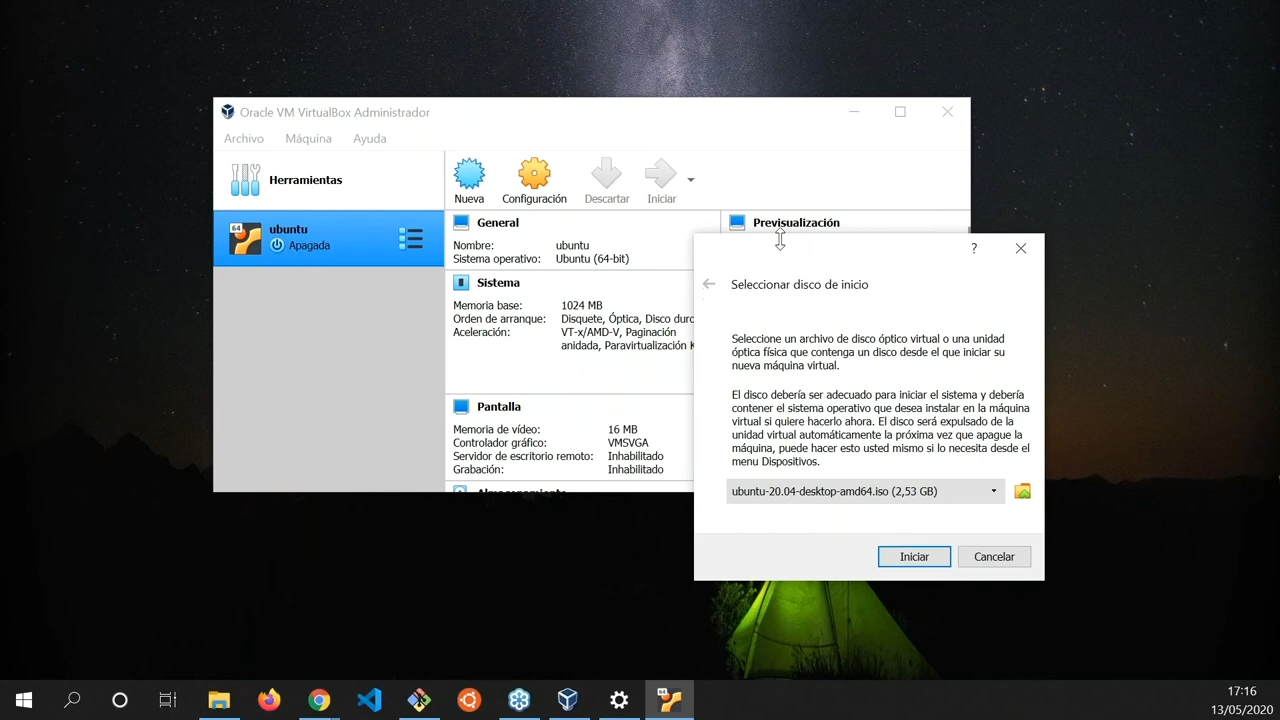 Oracle VM VirtualBox Administrador
Archivo Máquina Ayuda
Herramientas
Nueva Configuración Descartar Iniciar
64
ubuntu
Apagada
General
Nombre: ubuntu
Sistema operativo: Ubuntu (64-bit)
Sistema
Memoria base: 1024 MB
Orden de arranque: Disquete, Óptica, Disco duro
Aceleración: VT-x/AMD-V, Paginación
anidada, Paravirtualización
Pantalla
Memoria de vídeo: 16 MB
Controlador gráfico: VMSVGA
Servidor de escritorio remoto: Inhabilitado
Grabación: Inhabilitado
Almacenamiento
Previsualización
?
Seleccionar disco de inicio
Seleccione un archivo de disco óptico virtual o una unidad
óptica física que contenga un disco desde el que iniciar su
nueva máquina virtual.
El disco debería ser adecuado para iniciar el sistema y debería
contener el sistema operativo que desea instalar en la máquina
virtual si quiere hacerlo ahora. El disco será expulsado de la
unidad virtual automáticamente la próxima vez que apague la
máquina, puede hacer esto usted mismo si lo necesita desde el
menu Dispositivos.
ubuntu-20.04-desktop-amd64.iso (2,53 GB)
Iniciar Cancelar
64
17:16
13/05/2020